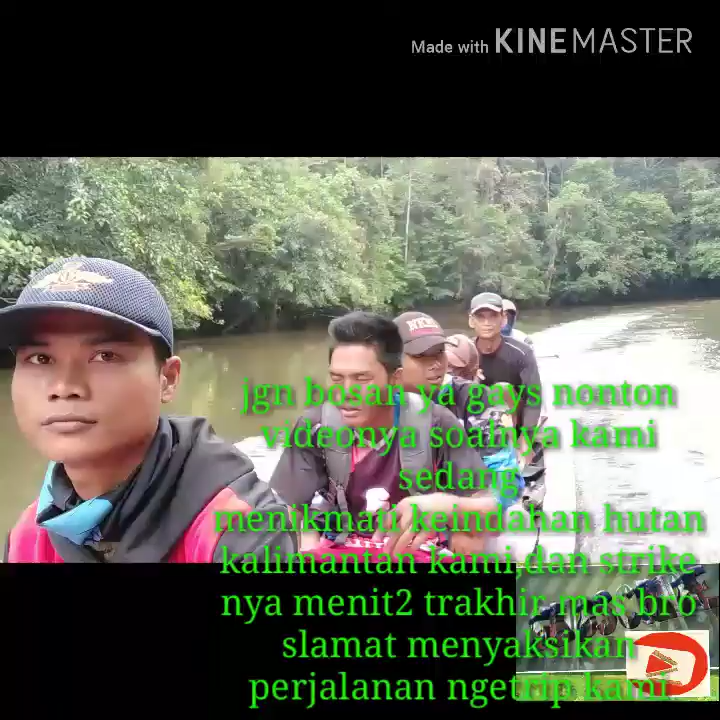 Made with KINEMASTER
jgn bosan ya gays nonton
videonya soalnya kami
sedang
menikmati keindahan hutan
kalimantan kami,dan strike
nya menit2 trakhir mas bro
slamat menyaksikan
perjalanan ngetrip kami